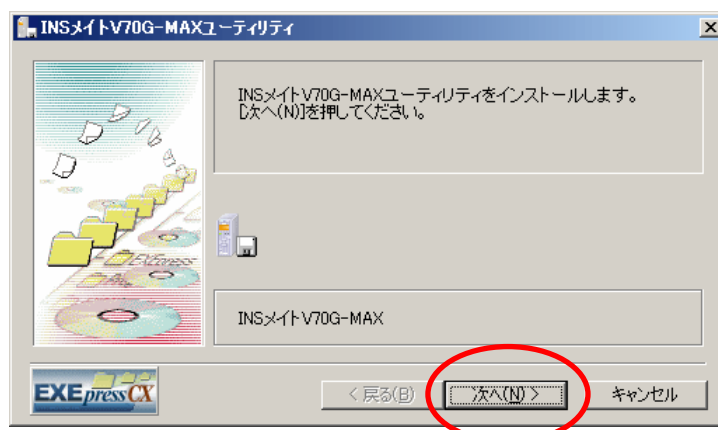 INSメイトV70G-MAXユーティリティ
INSメイトV70G-MAXユーティリティをインストールします。
[次へ(N)]を押してください。
EXEpress
INSメイトV70G-MAX
EXEpress CX
< 戻る(B)
次へ(N) >
キャンセル